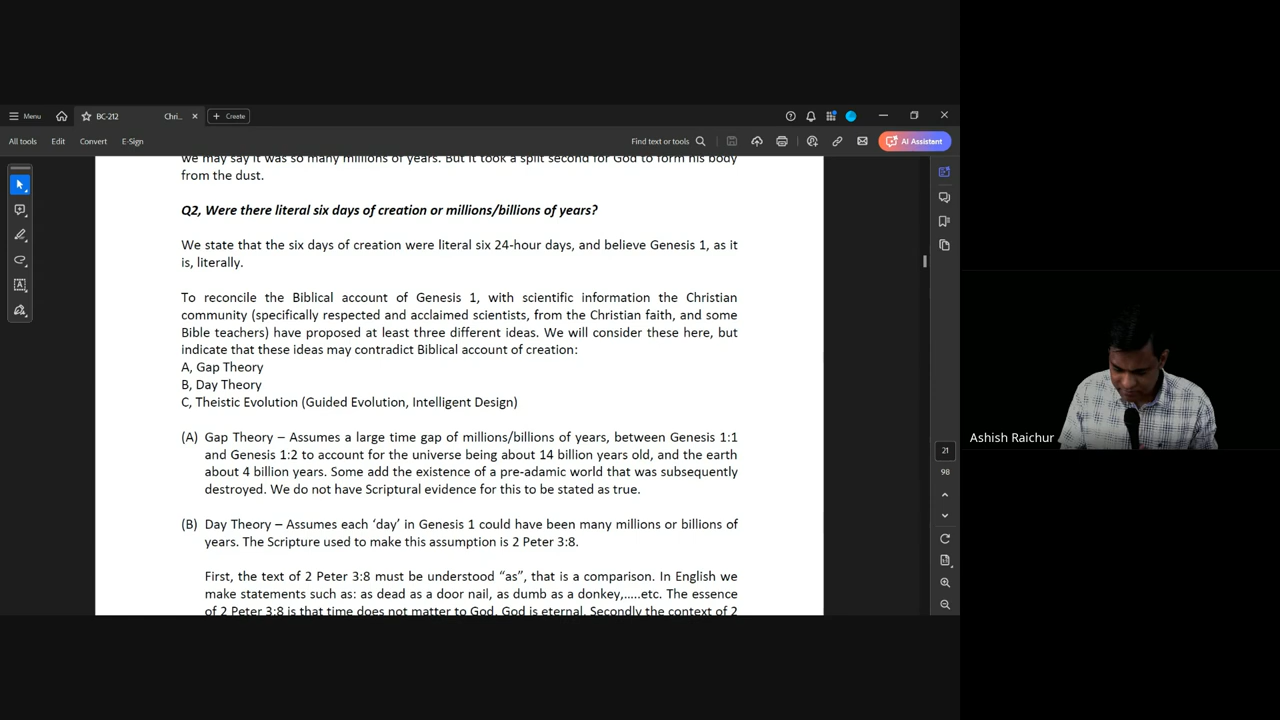 Menu
BC-212
Chri...
Create
All tools
Edit
Convert
E-Sign
Find text or tools
AI Assistant
we may say it was so many millions of years. But it took a split second for God to form his body
from the dust.
Q2, Were there literal six days of creation or millions/billions of years?
We state that the six days of creation were literal six 24-hour days, and believe Genesis 1, as it
is, literally.
To reconcile the Biblical account of Genesis 1, with scientific information the Christian
community (specifically respected and acclaimed scientists, from the Christian faith, and some
Bible teachers) have proposed at least three different ideas. We will consider these here, but
indicate that these ideas may contradict Biblical account of creation:
A, Gap Theory
B, Day Theory
C, Theistic Evolution (Guided Evolution, Intelligent Design)
(A) Gap Theory – Assumes a large time gap of millions/billions of years, between Genesis 1:1
and Genesis 1:2 to account for the universe being about 14 billion years old, and the earth
about 4 billion years. Some add the existence of a pre-adamic world that was subsequently
destroyed. We do not have Scriptural evidence for this to be stated as true.
(B) Day Theory – Assumes each ‘day’ in Genesis 1 could have been many millions or billions of
years. The Scripture used to make this assumption is 2 Peter 3:8.
First, the text of 2 Peter 3:8 must be understood “as”, that is a comparison. In English we
make statements such as: as dead as a door nail, as dumb as a donkey,.....etc. The essence
of 2 Peter 3:8 is that time does not matter to God. God is eternal. Secondly the context of 2
21
98
Ashish Raichur